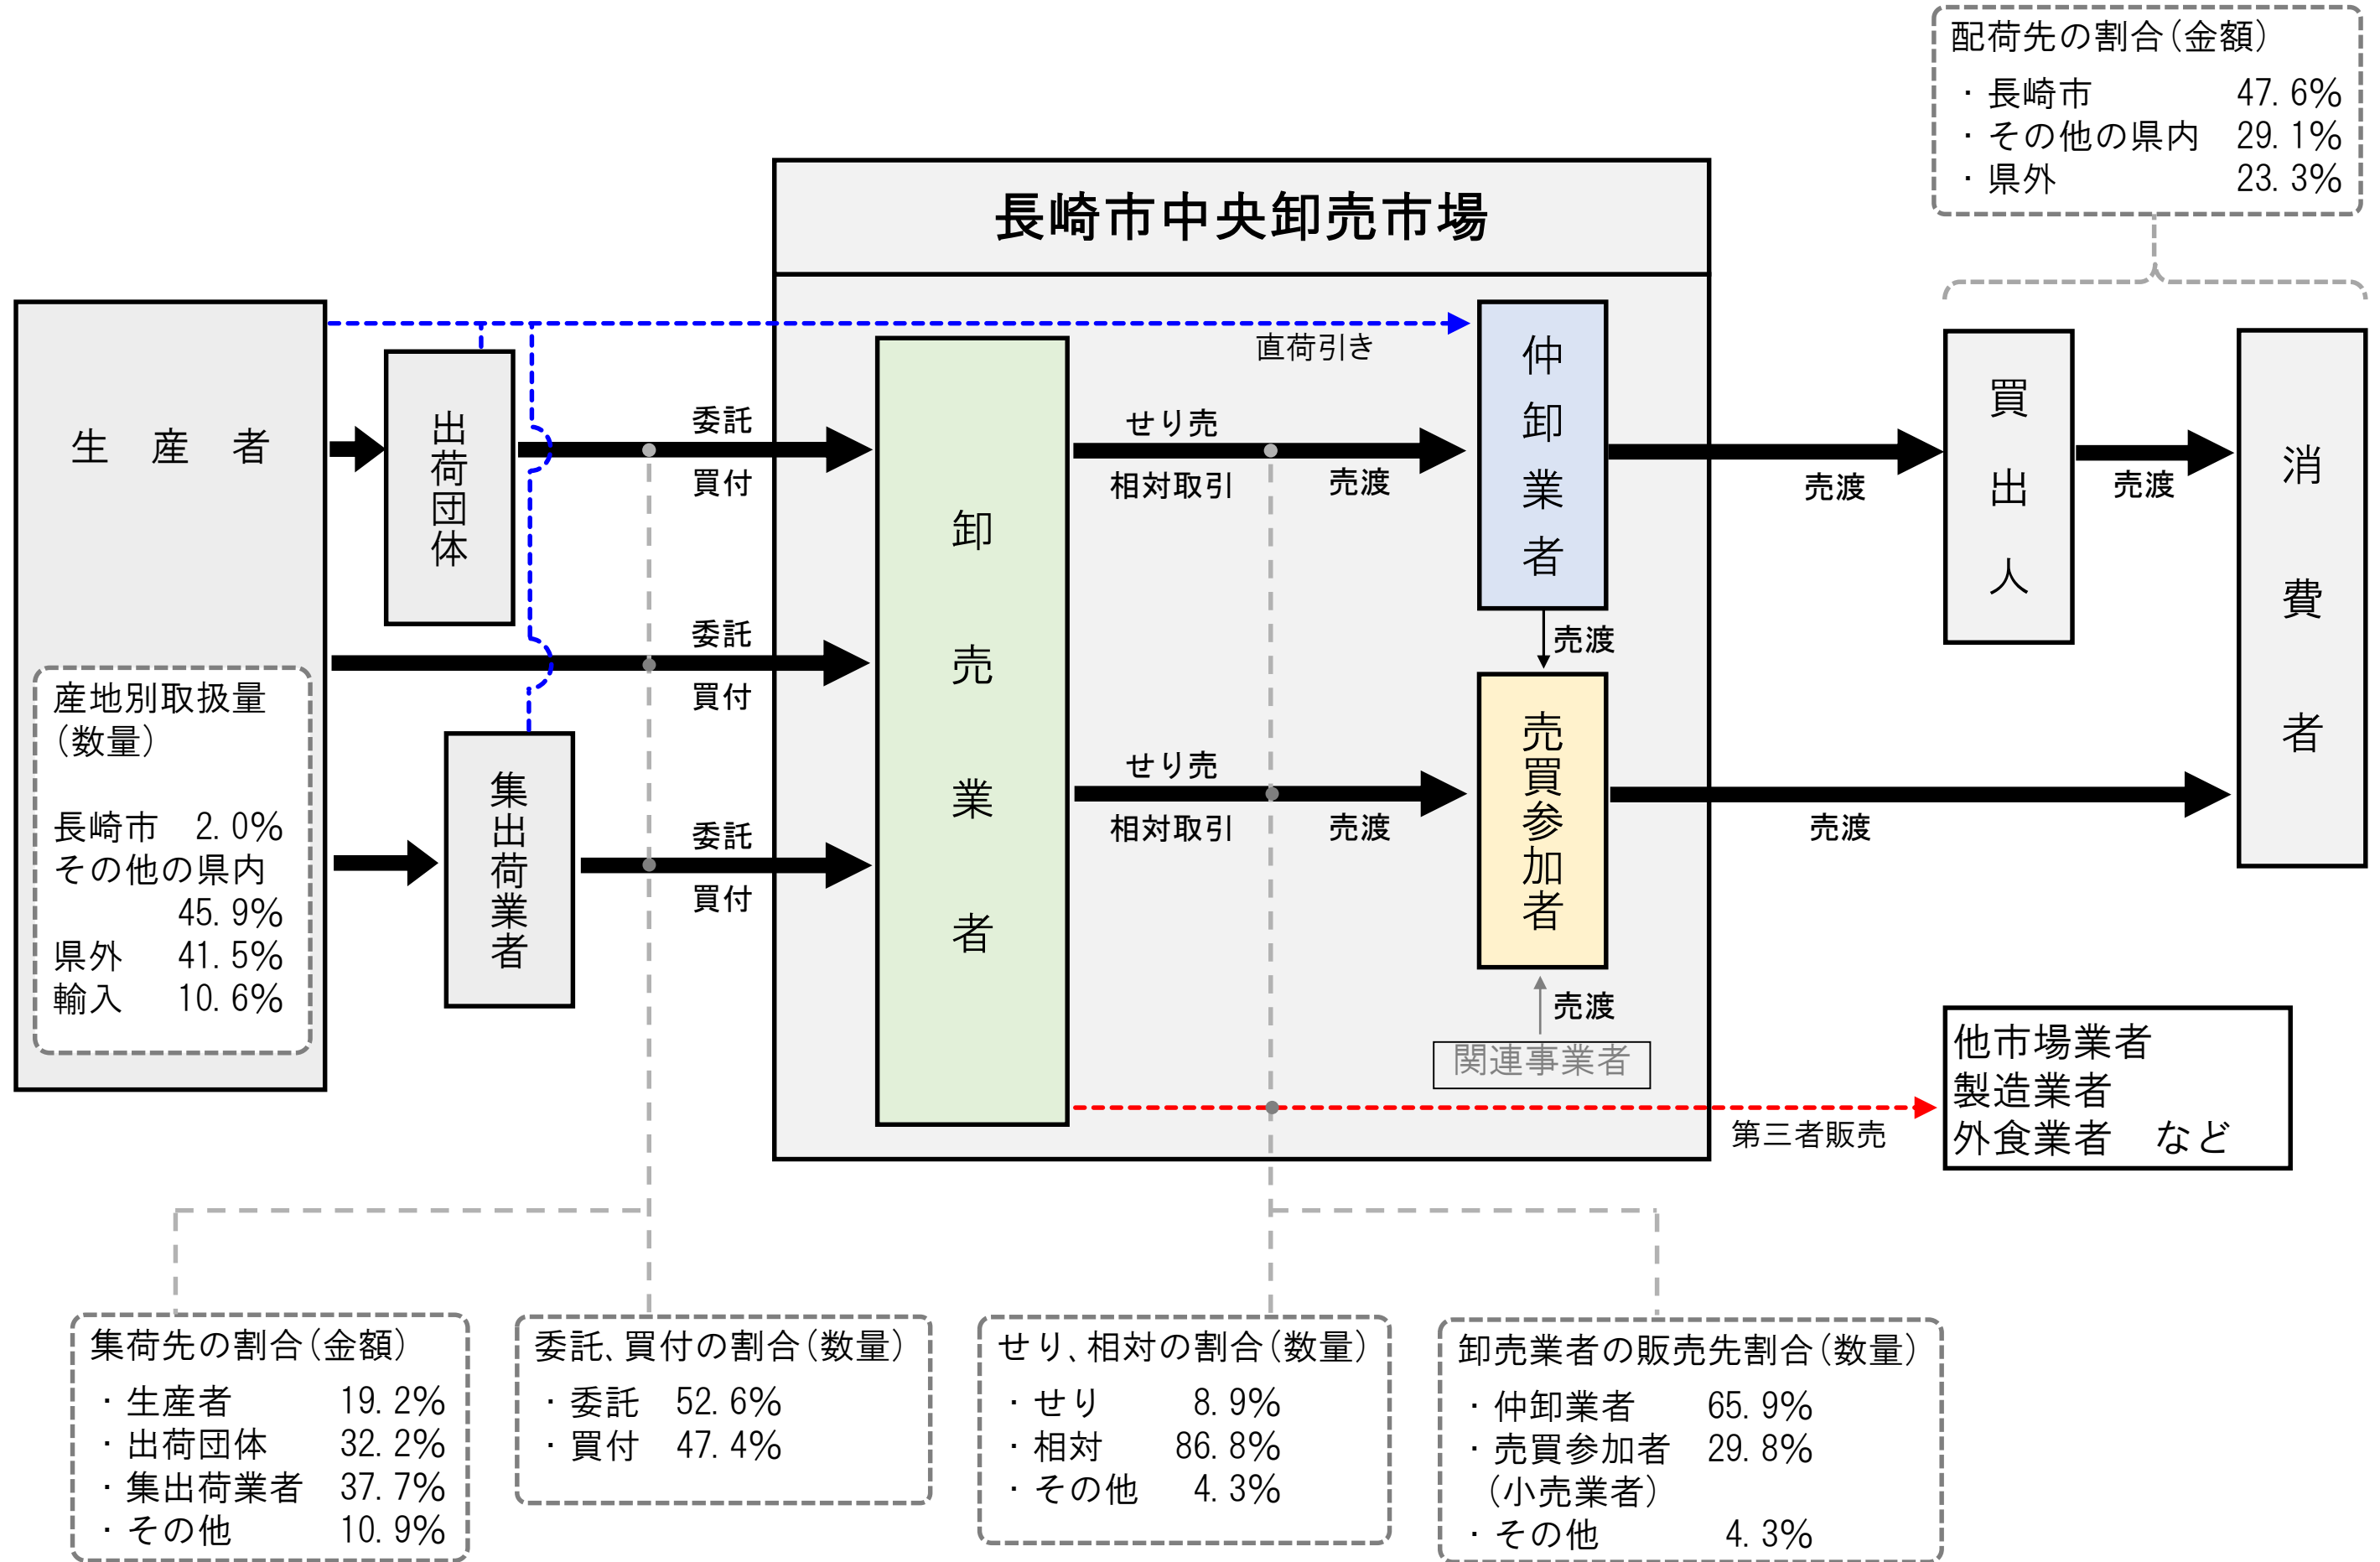 配荷先の割合(金額)
・長崎市 47.6%
・その他の県内 29.1%
・県外 23.3%
長崎市中央卸売市場
生 産 者
産地別取扱量
(数量)
長崎市 2.0%
その他の県内
45.9%
県外 41.5%
輸入 10.6%
出荷団体
集出荷業者
委託
買付
委託
買付
委託
買付
卸売業者
直荷引き
せり売
相対取引 売渡
せり売
相対取引 売渡
仲卸業者
売渡
売買参加者
売渡
関連事業者
売渡
買出人
売渡
売渡
消費者
第三者販売
他市場業者
製造業者
外食業者 など
集荷先の割合(金額)
・生産者 19.2%
・出荷団体 32.2%
・集出荷業者 37.7%
・その他 10.9%
委託、買付の割合(数量)
・委託 52.6%
・買付 47.4%
せり、相対の割合(数量)
・せり 8.9%
・相対 86.8%
・その他 4.3%
卸売業者の販売先割合(数量)
・仲卸業者 65.9%
・売買参加者 29.8%
(小売業者)
・その他 4.3%